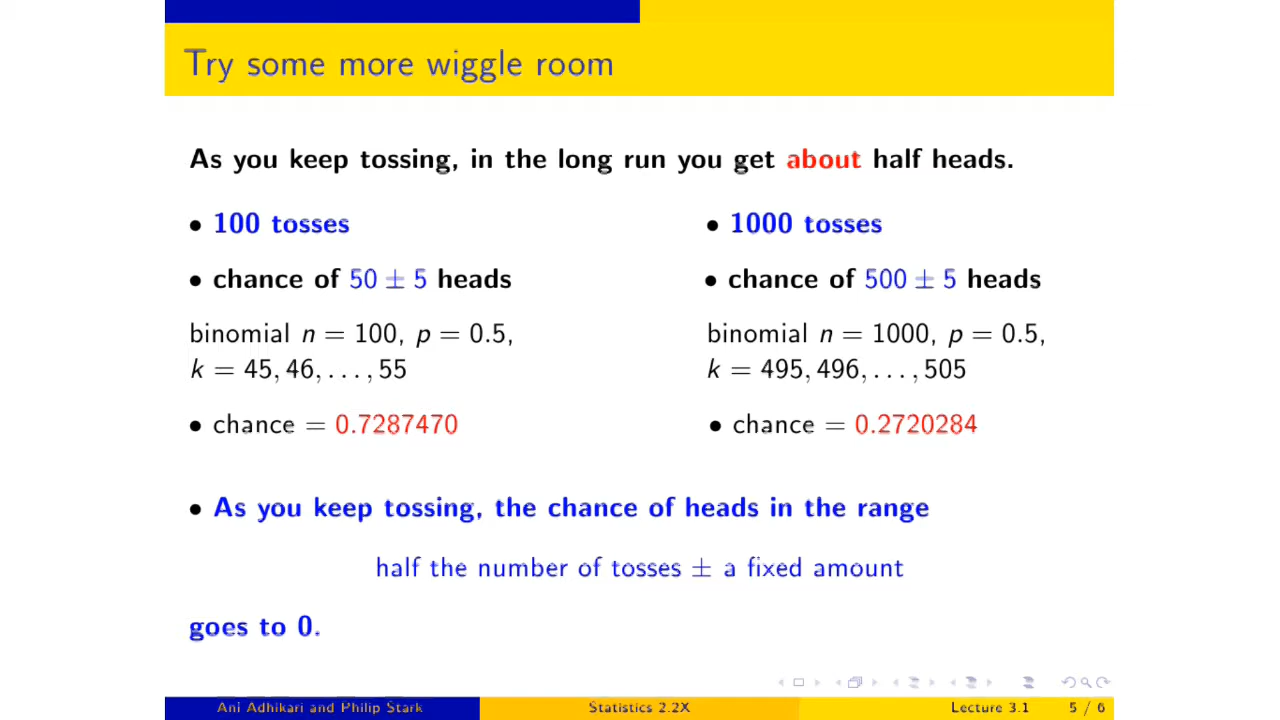 Try some more wiggle room
As you keep tossing, in the long run you get about half heads.
• 100 tosses
• chance of 50 ± 5 heads
binomial n = 100, p = 0.5,
k = 45, 46, . . . , 55
• chance = 0.7287470
• 1000 tosses
• chance of 500 ± 5 heads
binomial n = 1000, p = 0.5,
k = 495, 496, . . . , 505
• chance = 0.2720284
• As you keep tossing, the chance of heads in the range
half the number of tosses ± a fixed amount
goes to 0.
Ani Adhikari and Philip Stark
Statistics 2.2X
Lecture 3.1
5 / 6